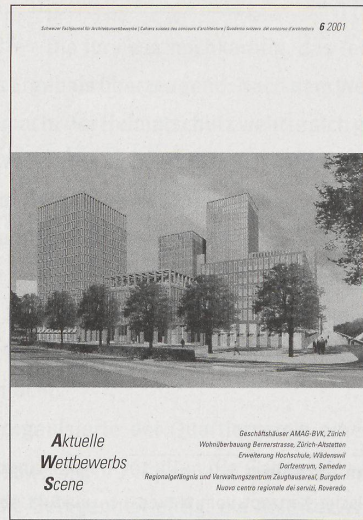 Schweizer Fachjournal für Architekturwettbewerbe | Cahiers suisses des concours d'architecture | Quaderno svizzero dei concorsi d'architettura 6 2001
Aktuelle
Wettbewerbs
Scene
Geschäftshäuser AMAG-BVK, Zürich
Wohnüberbauung Bernerstrasse, Zürich-Altstetten
Erweiterung Hochschule, Wädenswil
Dorfzentrum, Samedan
Regionalgefängnis und Verwaltungszentrum Zeughausareal, Burgdorf
Nuovo centro regionale dei servizi, Roveredo